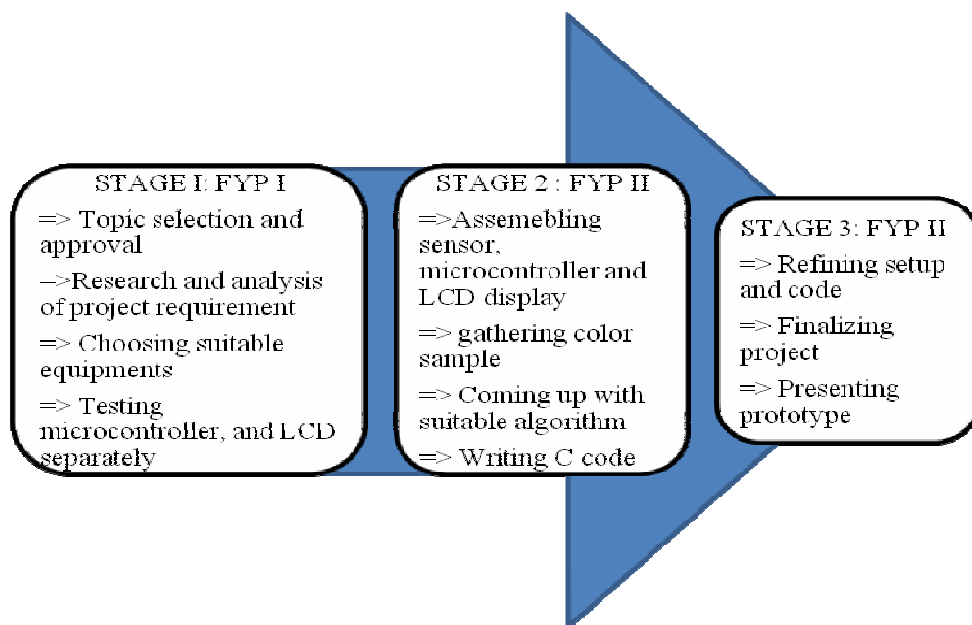 STAGE I: FYP I
=> Topic selection and
approval
=>Research and analysis
of project requirement
=> Choosing suitable
equipments
=> Testing
microcontroller, and LCD
separately
STAGE 2 : FYP II
=>Assemebling
sensor,
microcontroller and
LCD display
=> gathering color
sample
=> Coming up with
suitable algorithm
=> Writing C code
STAGE 3: FYP II
=> Refining setup
and code
=> Finalizing
project
=> Presenting
prototype